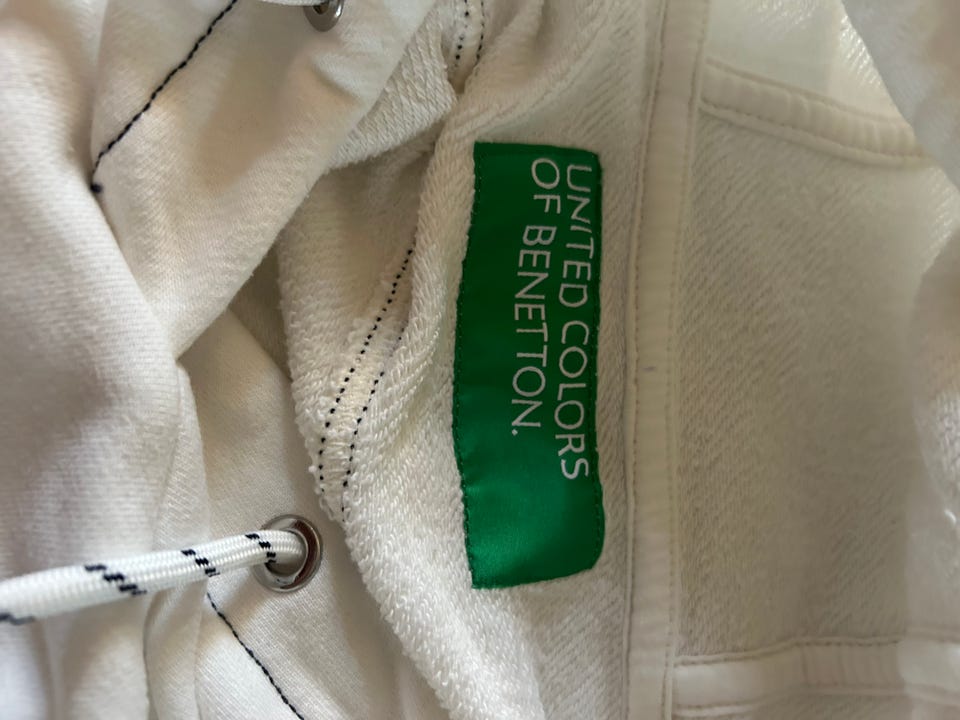 UNITED COLORS
OF BENETTON.